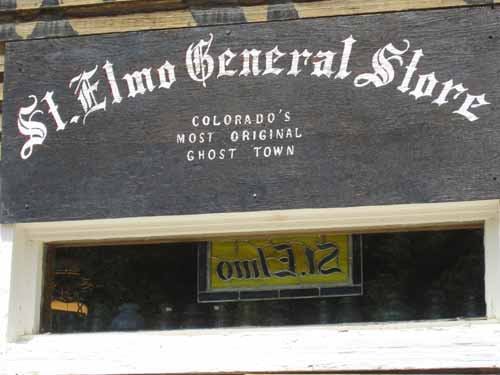 St. Elmo General Store
COLORADO'S
MOST ORIGINAL
GHOST TOWN
St. Elmo